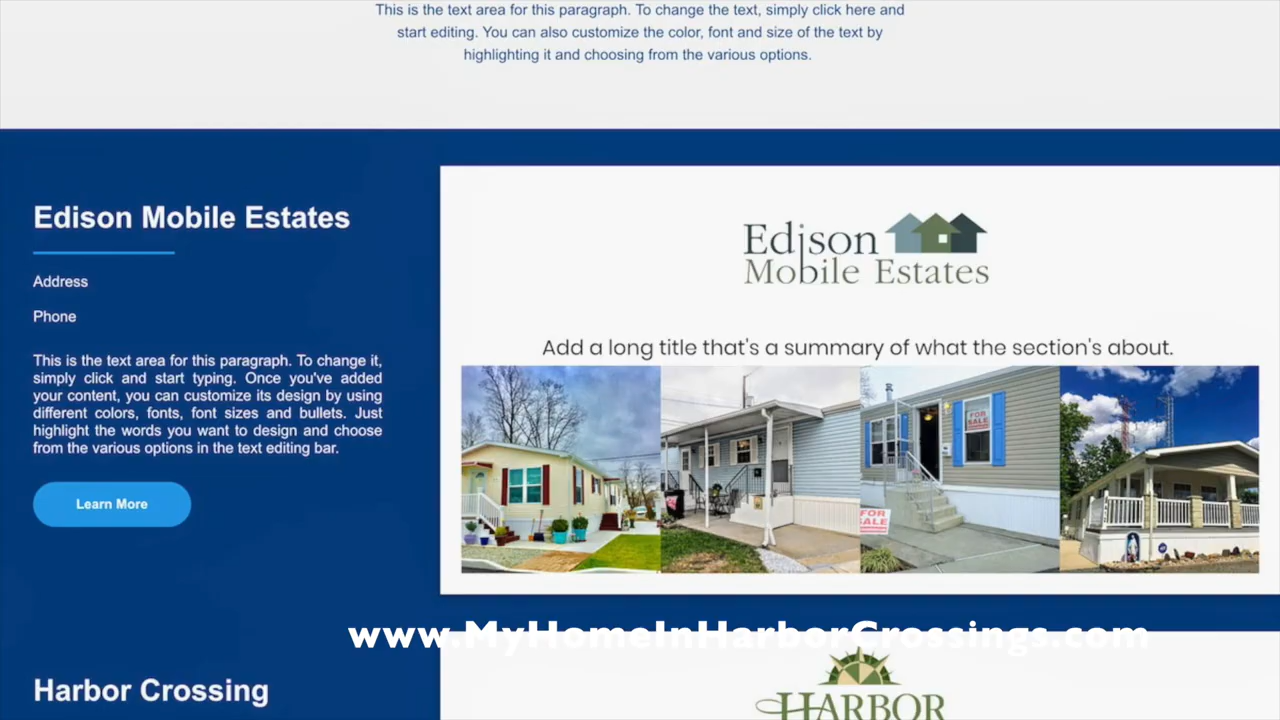 This is the text area for this paragraph. To change the text, simply click here and
start editing. You can also customize the color, font and size of the text by
highlighting it and choosing from the various options.
Edison Mobile Estates
Address
Phone
This is the text area for this paragraph. To change it,
simply click and start typing. Once you've added
your content, you can customize its design by using
different colors, fonts, font sizes and bullets. Just
highlight the words you want to design and choose
from the various options in the text editing bar.
Learn More
Edison
Mobile Estates
Add a long title that's a summary of what the section's about.
FOR
SALE
FOR
SALE
www.MyHomeInHarborCrossings.com
Harbor Crossing
HARBOR